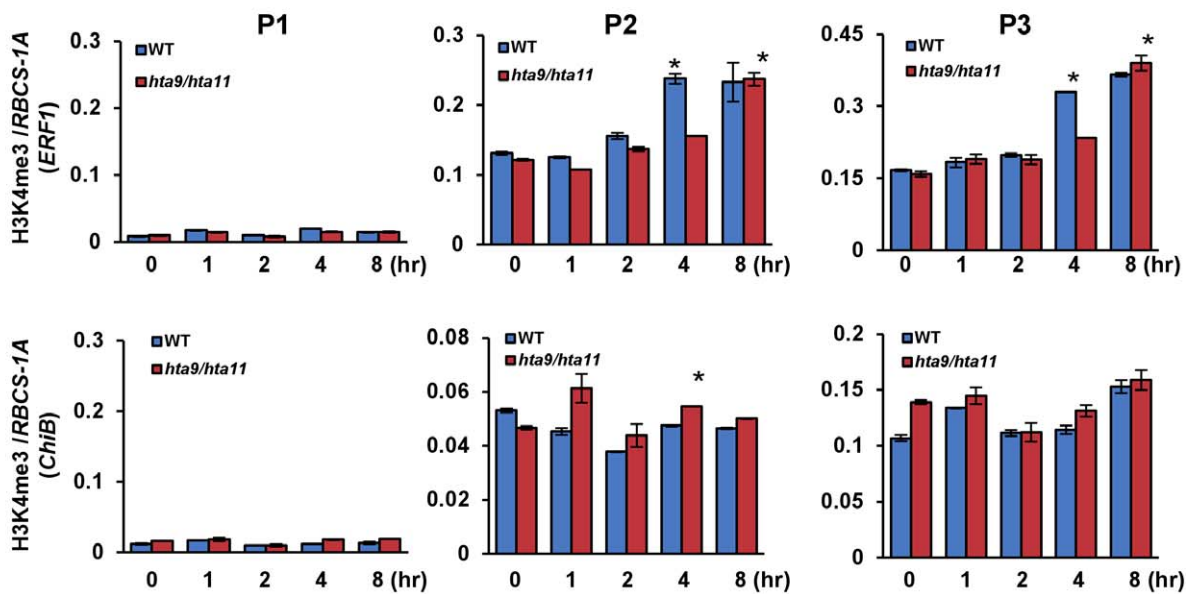 P1
P2
P3
H3K4me3 /RBCS-1A
(ERF1)
0.3
0.2
0.1
0
WT
hta9/hta11
0 1 2 4 8 (hr)
0.3
0.2
0.1
0
WT
hta9/hta11
*
*
0 1 2 4 8 (hr)
0.45
0.3
0.15
0
WT
hta9/hta11
*
*
0 1 2 4 8 (hr)
H3K4me3 /RBCS-1A
(ChiB)
0.3
0.2
0.1
0
WT
hta9/hta11
0 1 2 4 8 (hr)
0.08
0.06
0.04
0.02
0
WT
hta9/hta11
*
0 1 2 4 8 (hr)
0.2
0.15
0.1
0.05
0
WT
hta9/hta11
0 1 2 4 8 (hr)